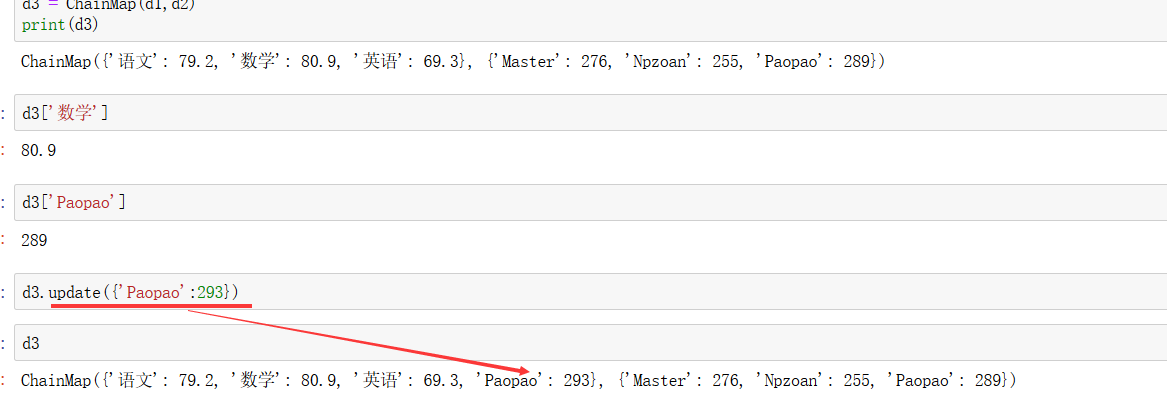 d3 = ChainMap(d1,d2)
print(d3)
ChainMap({'语文': 79.2, '数学': 80.9, '英语': 69.3}, {'Master': 276, 'Npzoan': 255, 'Paopao': 289})
: d3['数学']
: 80.9
: d3['Paopao']
: 289
: d3.update({'Paopao':293})
: d3
: ChainMap({'语文': 79.2, '数学': 80.9, '英语': 69.3, 'Paopao': 293}, {'Master': 276, 'Npzoan': 255, 'Paopao': 289})